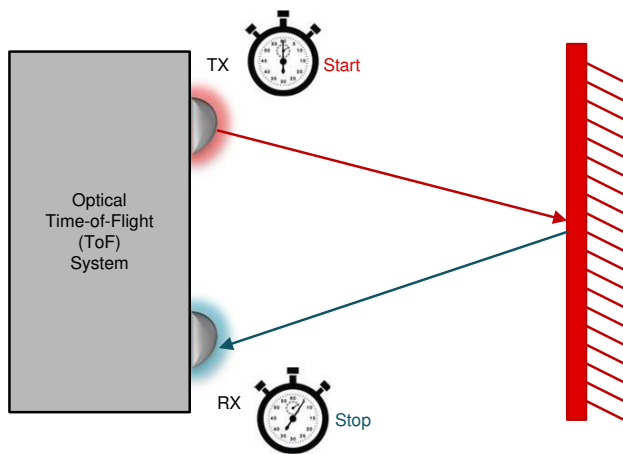 TX
Start
Optical
Time-of-Flight
(ToF)
System
RX
Stop